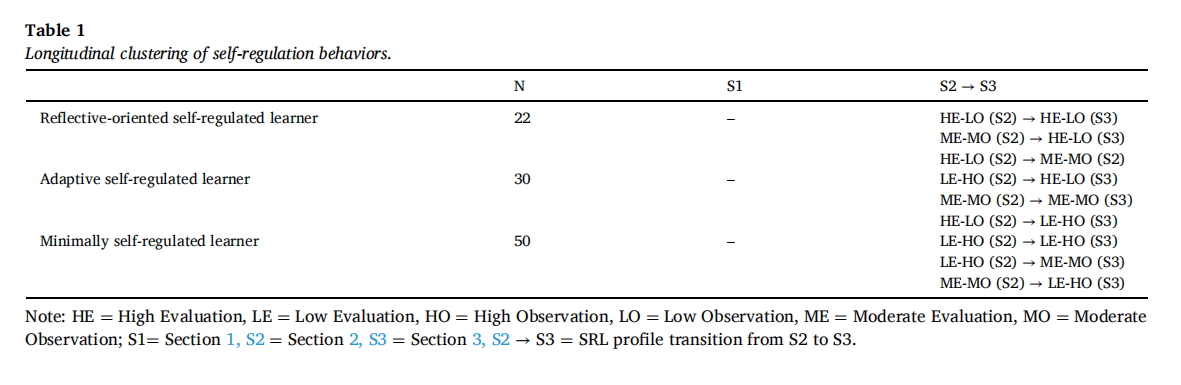 Table 1
Longitudinal clustering of self-regulation behaviors.
N S1 S2 → S3
Reflective-oriented self-regulated learner 22 – HE-LO (S2) → HE-LO (S3)
ME-MO (S2) → HE-LO (S3)
HE-LO (S2) → ME-MO (S2)
Adaptive self-regulated learner 30 – LE-HO (S2) → HE-LO (S3)
ME-MO (S2) → ME-MO (S3)
HE-LO (S2) → LE-HO (S3)
Minimally self-regulated learner 50 – LE-HO (S2) → LE-HO (S3)
LE-HO (S2) → ME-MO (S3)
ME-MO (S2) → LE-HO (S3)
Note: HE = High Evaluation, LE = Low Evaluation, HO = High Observation, LO = Low Observation, ME = Moderate Evaluation, MO = Moderate
Observation; S1= Section 1, S2 = Section 2, S3 = Section 3, S2 → S3 = SRL profile transition from S2 to S3.